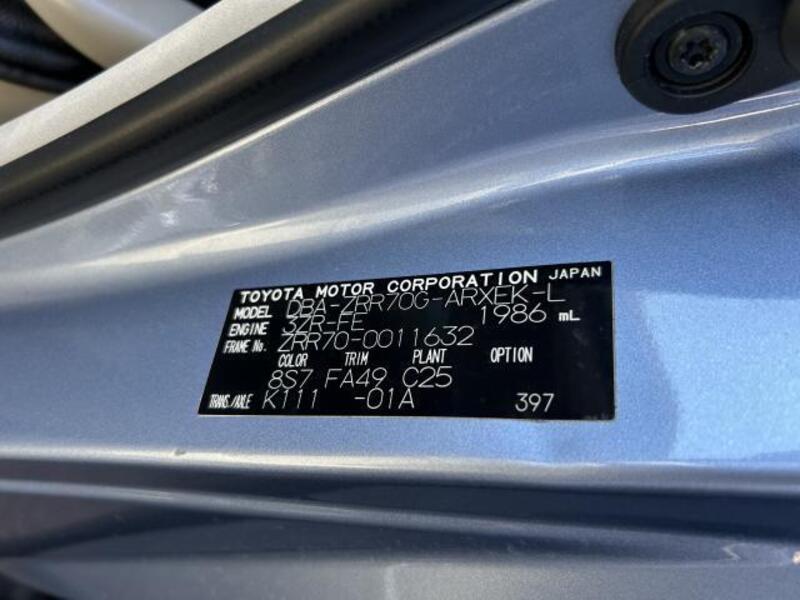 TOYOTA MOTOR CORPORATION JAPAN
MODEL DBA-ZRR70G-ARXEK-L
ENGINE 3ZR-FE 1986 mL
FRAME No. ZRR70-0011632
COLOR TRIM PLANT OPTION
8S7 FA49 C25
TRANS./AXLE K111 -01A 397